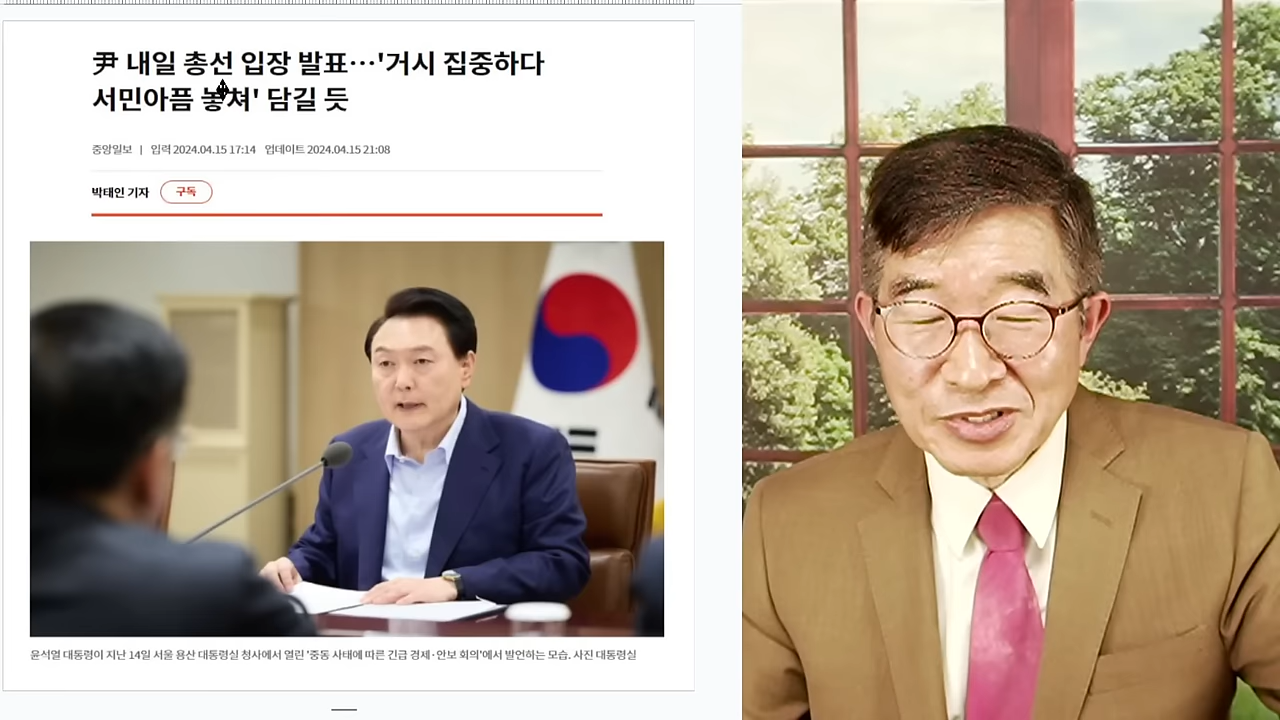 尹 내일 총선 입장 발표…'거시 집중하다
서민아픔 놓쳐' 담길 듯
중앙일보 | 입력 2024.04.15 17:14 업데이트 2024.04.15 21:08
박태인 기자 구독
윤석열 대통령이 지난 14일 서울 용산 대통령실 청사에서 열린 '중동 사태에 따른 긴급 경제·안보 회의'에서 발언하는 모습. 사진 대통령실